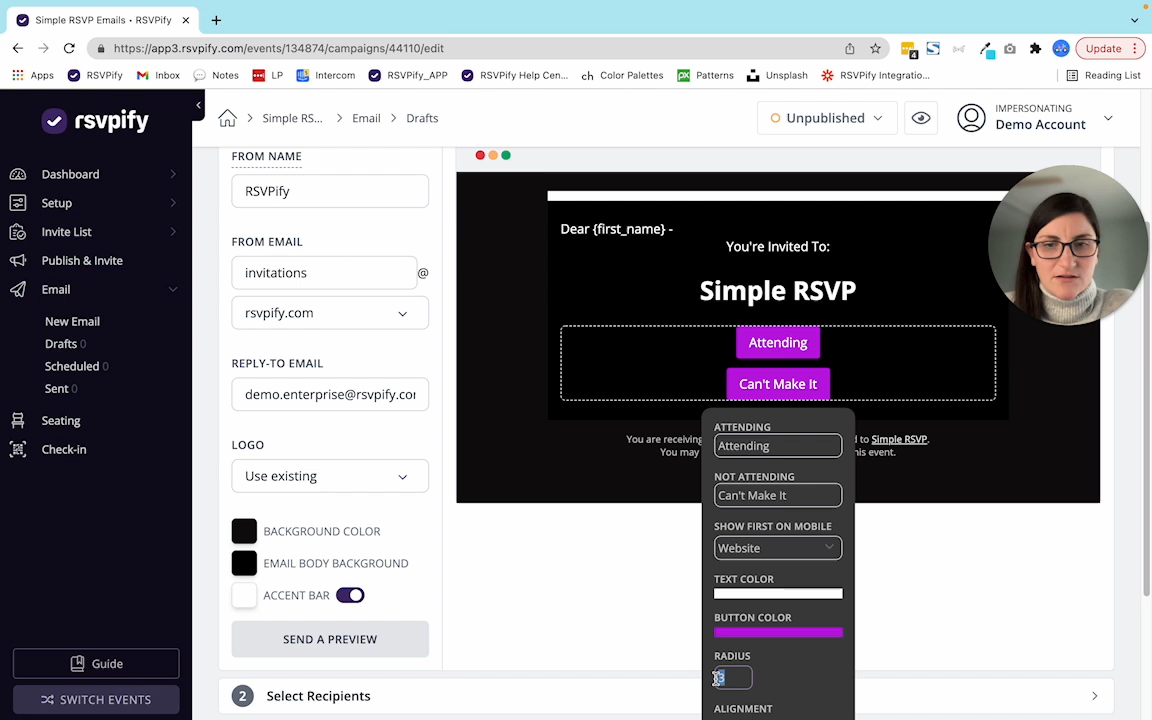 Simple RSVP Emails • RSVPify
https://app3.rsvpify.com/events/134874/campaigns/44110/edit
4
Update
Apps
RSVPify
Inbox
Notes
LP
Intercom
RSVPify_APP
RSVPify Help Cen...
ch Color Palettes
PX Patterns
Unsplash
RSVPify Integratio...
Reading List
rsvpify
Simple RS...
Email
Drafts
Unpublished
IMPERSONATING
Demo Account
Dashboard
Setup
Invite List
Publish & Invite
Email
New Email
Drafts 0
Scheduled 0
Sent 0
Seating
Check-in
Guide
SWITCH EVENTS
FROM NAME
RSVPify
FROM EMAIL
invitations
@
rsvpify.com
REPLY-TO EMAIL
demo.enterprise@rsvpify.co
LOGO
Use existing
BACKGROUND COLOR
EMAIL BODY BACKGROUND
ACCENT BAR
SEND A PREVIEW
2 Select Recipients
Dear {first_name} -
You're Invited To:
Simple RSVP
Attending
Can't Make It
You are receiving
d to Simple RSVP.
You may
his event.
ATTENDING
Attending
NOT ATTENDING
Can't Make It
SHOW FIRST ON MOBILE
Website
TEXT COLOR
BUTTON COLOR
RADIUS
3
ALIGNMENT